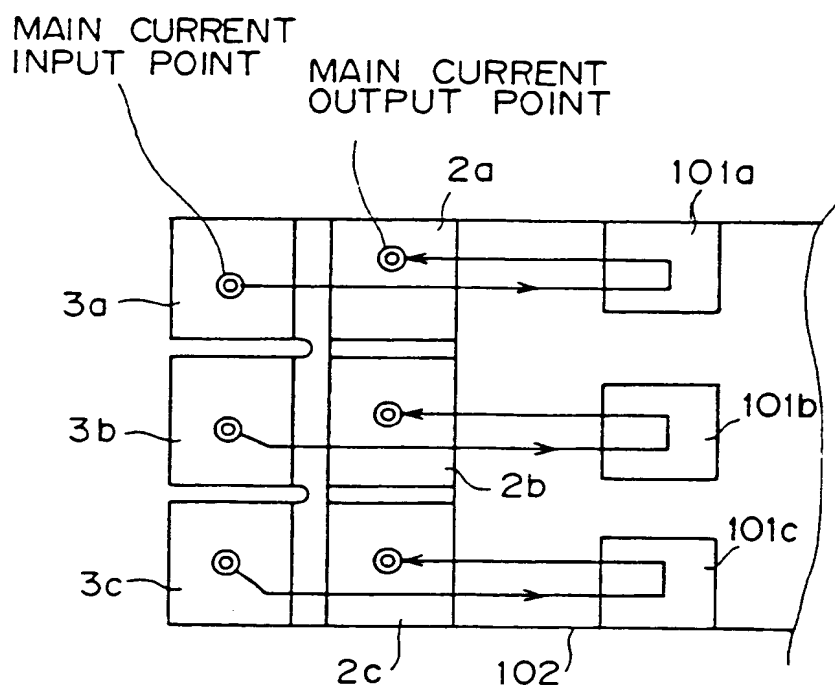 MAIN CURRENT
INPUT POINT
MAIN CURRENT
OUTPUT POINT
2a
101a
3a
3b
101b
2b
101c
3c
2c
102